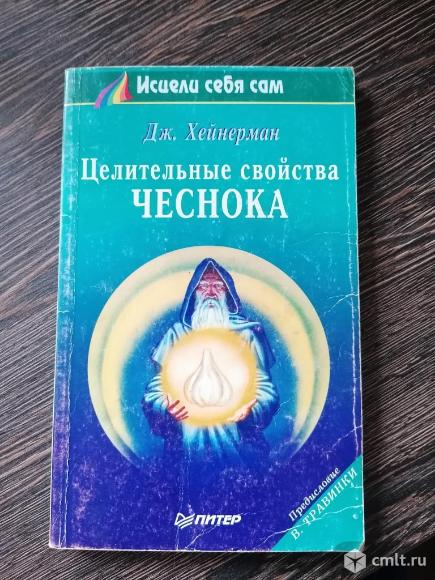 Исцели себя сам
Дж. Хейнерман
Целительные свойства
ЧЕСНОКА
Предисловие
В. ТРАВИНКИ
ПИТЕР
cmlt.ru